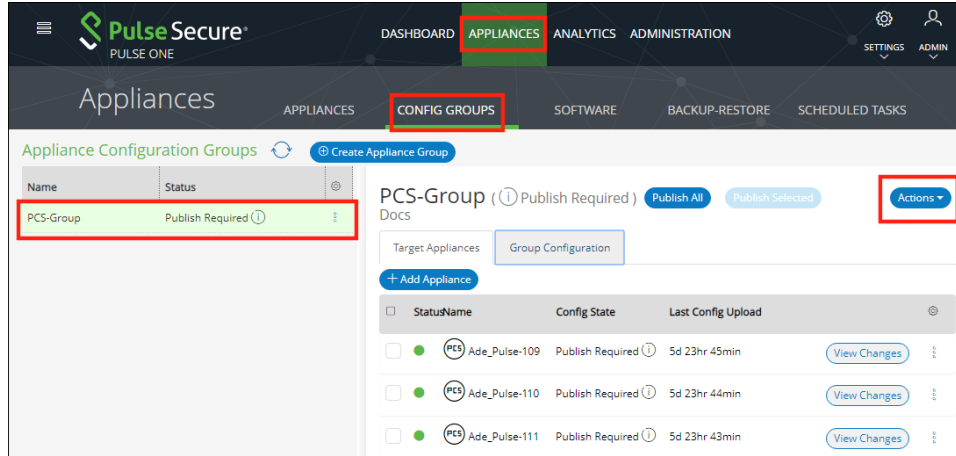 Pulse Secure®
PULSE ONE
DASHBOARD APPLIANCES ANALYTICS ADMINISTRATION
SETTINGS ADMIN
Appliances APPLIANCES CONFIG GROUPS SOFTWARE BACKUP-RESTORE SCHEDULED TASKS
Appliance Configuration Groups Create Appliance Group
Name Status
PCS-Group Publish Required
PCS-Group ( Publish Required ) Publish All Publish Selected Actions
Docs
Target Appliances Group Configuration
+ Add Appliance
Status Name Config State Last Config Upload
PCS Ade_Pulse-109 Publish Required 5d 23hr 45min View Changes
PCS Ade_Pulse-110 Publish Required 5d 23hr 44min View Changes
PCS Ade_Pulse-111 Publish Required 5d 23hr 43min View Changes